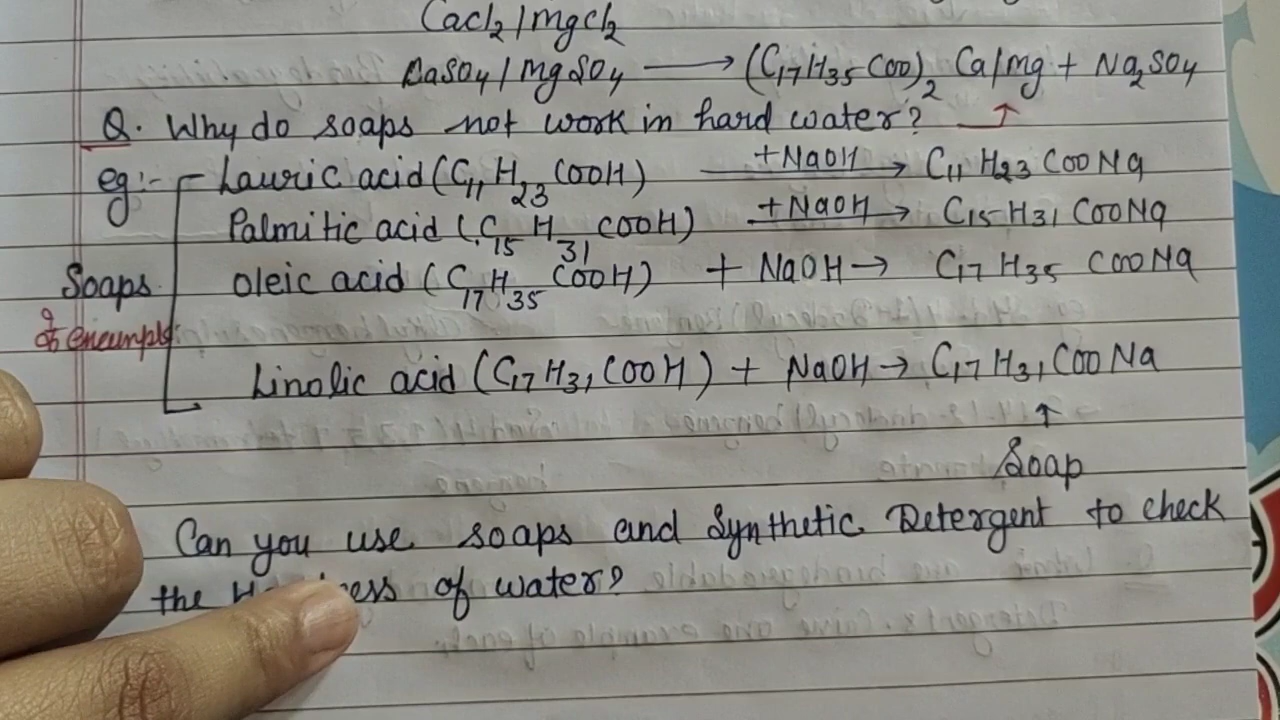 CaCl₂/MgCl₂
CaSO₄/MgSO₄ ⟶ (C₁₇H₃₅COO)₂ Ca/Mg + Na₂SO₄
Q. Why do soaps not work in hard water? ↑
eg:- Lauric acid (C₁₁H₂₃COOH) +NaOH → C₁₁H₂₃COONa
Palmitic acid (C₁₅H₃₁COOH) +NaOH → C₁₅H₃₁COONa
Soaps oleic acid (C₁₇H₃₅COOH) + NaOH → C₁₇H₃₅COONa
Linolic acid (C₁₇H₃₁COOH) + NaOH → C₁₇H₃₁COONa
↑
Soap
Can you use soaps and Synthetic Detergent to check
the of water?